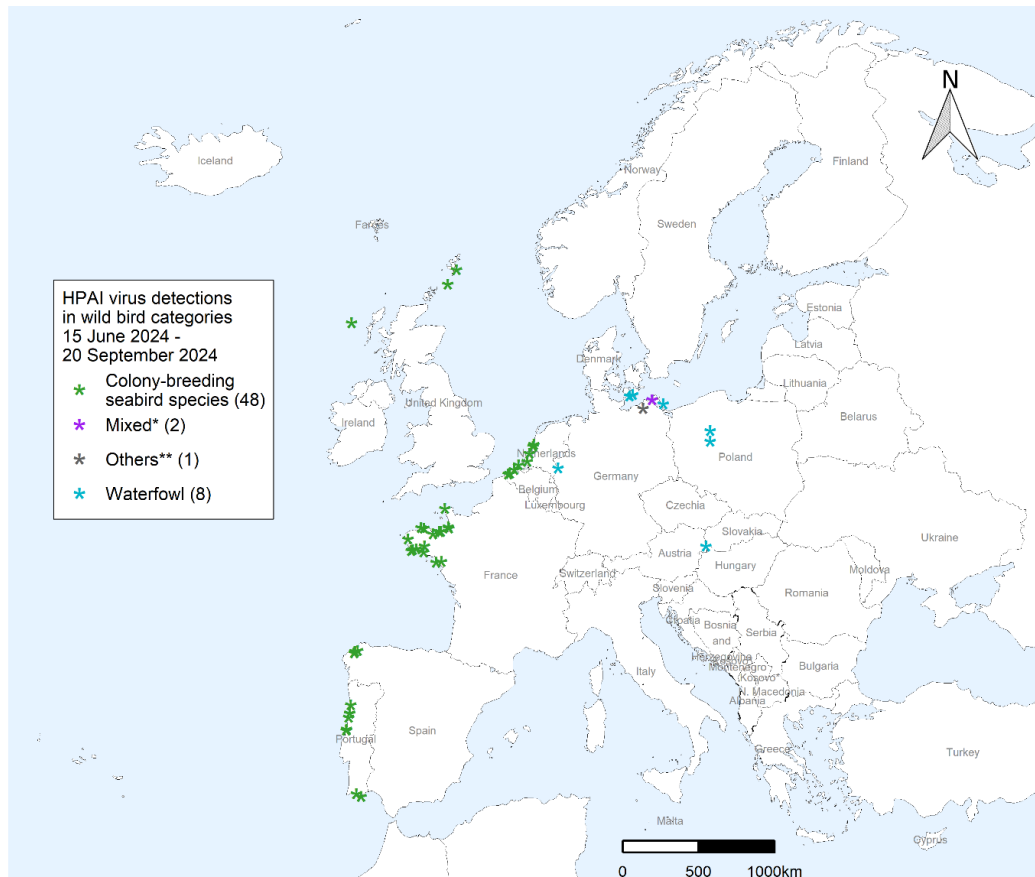 N
Iceland
Finland
Norway
Sweden
Faroes
Estonia
HPAI virus detections
in wild bird categories
15 June 2024 -
20 September 2024
Colony-breeding
seabird species (48)
Mixed* (2)
Others** (1)
Waterfowl (8)
Latvia
Denmark
Lithuania
United Kingdom
Belarus
Ireland
Netherlands
Poland
Germany
Belgium
Luxembourg
Czechia
Slovakia
Ukraine
Austria
Hungary
Moldova
France
Switzerland
Slovenia
Romania
Croatia
Bosnia
and
Herzegovina
Serbia
Montenegro
Italy
Bulgaria
Kosovo*
N. Macedonia
Albania
Spain
Portugal
Greece
Turkey
Malta
Cyprus
0 500 1000km